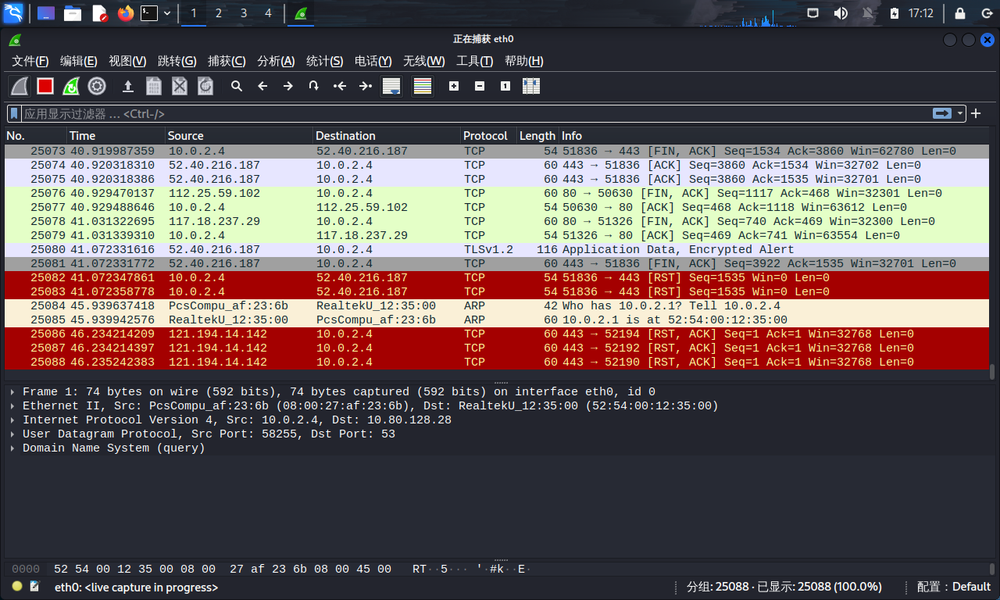 1 2 3 4 17:12
正在捕获 eth0
文件(F) 编辑(E) 视图(V) 跳转(G) 捕获(C) 分析(A) 统计(S) 电话(Y) 无线(W) 工具(T) 帮助(H)
应用显示过滤器 … <Ctrl-/>
No. Time Source Destination Protocol Length Info
25073 40.919987359 10.0.2.4 52.40.216.187 TCP 54 51836 → 443 [FIN, ACK] Seq=1534 Ack=3860 Win=62780 Len=0
25074 40.920318310 52.40.216.187 10.0.2.4 TCP 60 443 → 51836 [ACK] Seq=3860 Ack=1534 Win=32702 Len=0
25075 40.920318386 52.40.216.187 10.0.2.4 TCP 60 443 → 51836 [ACK] Seq=3860 Ack=1535 Win=32701 Len=0
25076 40.929470137 112.25.59.102 10.0.2.4 TCP 60 80 → 50630 [FIN, ACK] Seq=1117 Ack=468 Win=32301 Len=0
25077 40.929488646 10.0.2.4 112.25.59.102 TCP 54 50630 → 80 [ACK] Seq=468 Ack=1118 Win=63612 Len=0
25078 41.031322695 117.18.237.29 10.0.2.4 TCP 60 80 → 51326 [FIN, ACK] Seq=740 Ack=469 Win=32300 Len=0
25079 41.031339310 10.0.2.4 117.18.237.29 TCP 54 51326 → 80 [ACK] Seq=469 Ack=741 Win=63554 Len=0
25080 41.072331616 52.40.216.187 10.0.2.4 TLSv1.2 116 Application Data, Encrypted Alert
25081 41.072331772 52.40.216.187 10.0.2.4 TCP 60 443 → 51836 [FIN, ACK] Seq=3922 Ack=1535 Win=32701 Len=0
25082 41.072347861 10.0.2.4 52.40.216.187 TCP 54 51836 → 443 [RST] Seq=1535 Win=0 Len=0
25083 41.072358778 10.0.2.4 52.40.216.187 TCP 54 51836 → 443 [RST] Seq=1535 Win=0 Len=0
25084 45.939637418 PcsCompu_af:23:6b RealtekU_12:35:00 ARP 42 Who has 10.0.2.1? Tell 10.0.2.4
25085 45.939942576 RealtekU_12:35:00 PcsCompu_af:23:6b ARP 60 10.0.2.1 is at 52:54:00:12:35:00
25086 46.234214209 121.194.14.142 10.0.2.4 TCP 60 443 → 52194 [RST, ACK] Seq=1 Ack=1 Win=32768 Len=0
25087 46.234214397 121.194.14.142 10.0.2.4 TCP 60 443 → 52192 [RST, ACK] Seq=1 Ack=1 Win=32768 Len=0
25088 46.235242383 121.194.14.142 10.0.2.4 TCP 60 443 → 52190 [RST, ACK] Seq=1 Ack=1 Win=32768 Len=0
Frame 1: 74 bytes on wire (592 bits), 74 bytes captured (592 bits) on interface eth0, id 0
Ethernet II, Src: PcsCompu_af:23:6b (08:00:27:af:23:6b), Dst: RealtekU_12:35:00 (52:54:00:12:35:00)
Internet Protocol Version 4, Src: 10.0.2.4, Dst: 10.80.128.28
User Datagram Protocol, Src Port: 58255, Dst Port: 53
Domain Name System (query)
0000 52 54 00 12 35 00 08 00 27 af 23 6b 08 00 45 00 RT··5··· '·#k··E·
eth0: <live capture in progress> 分组: 25088 · 已显示: 25088 (100.0%) 配置：Default